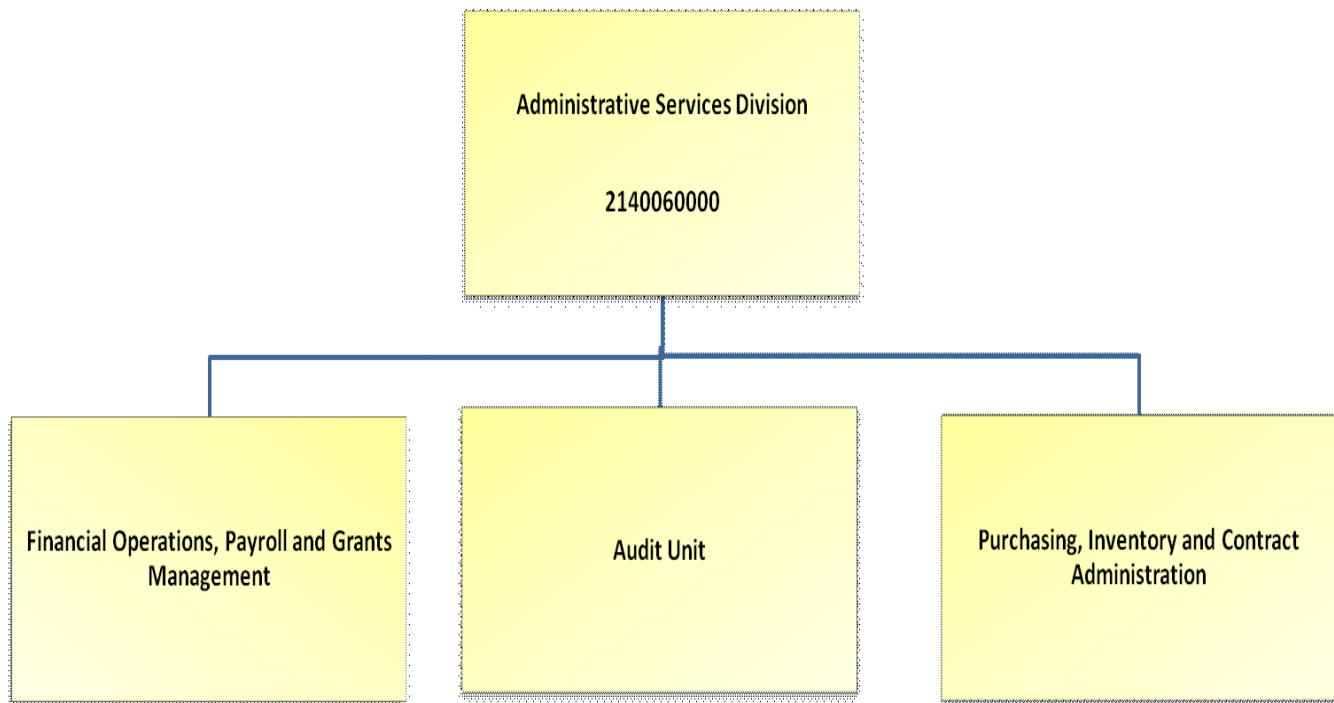 Administrative Services Division
2140060000
Financial Operations, Payroll and Grants
Management
Audit Unit
Purchasing, Inventory and Contract
Administration